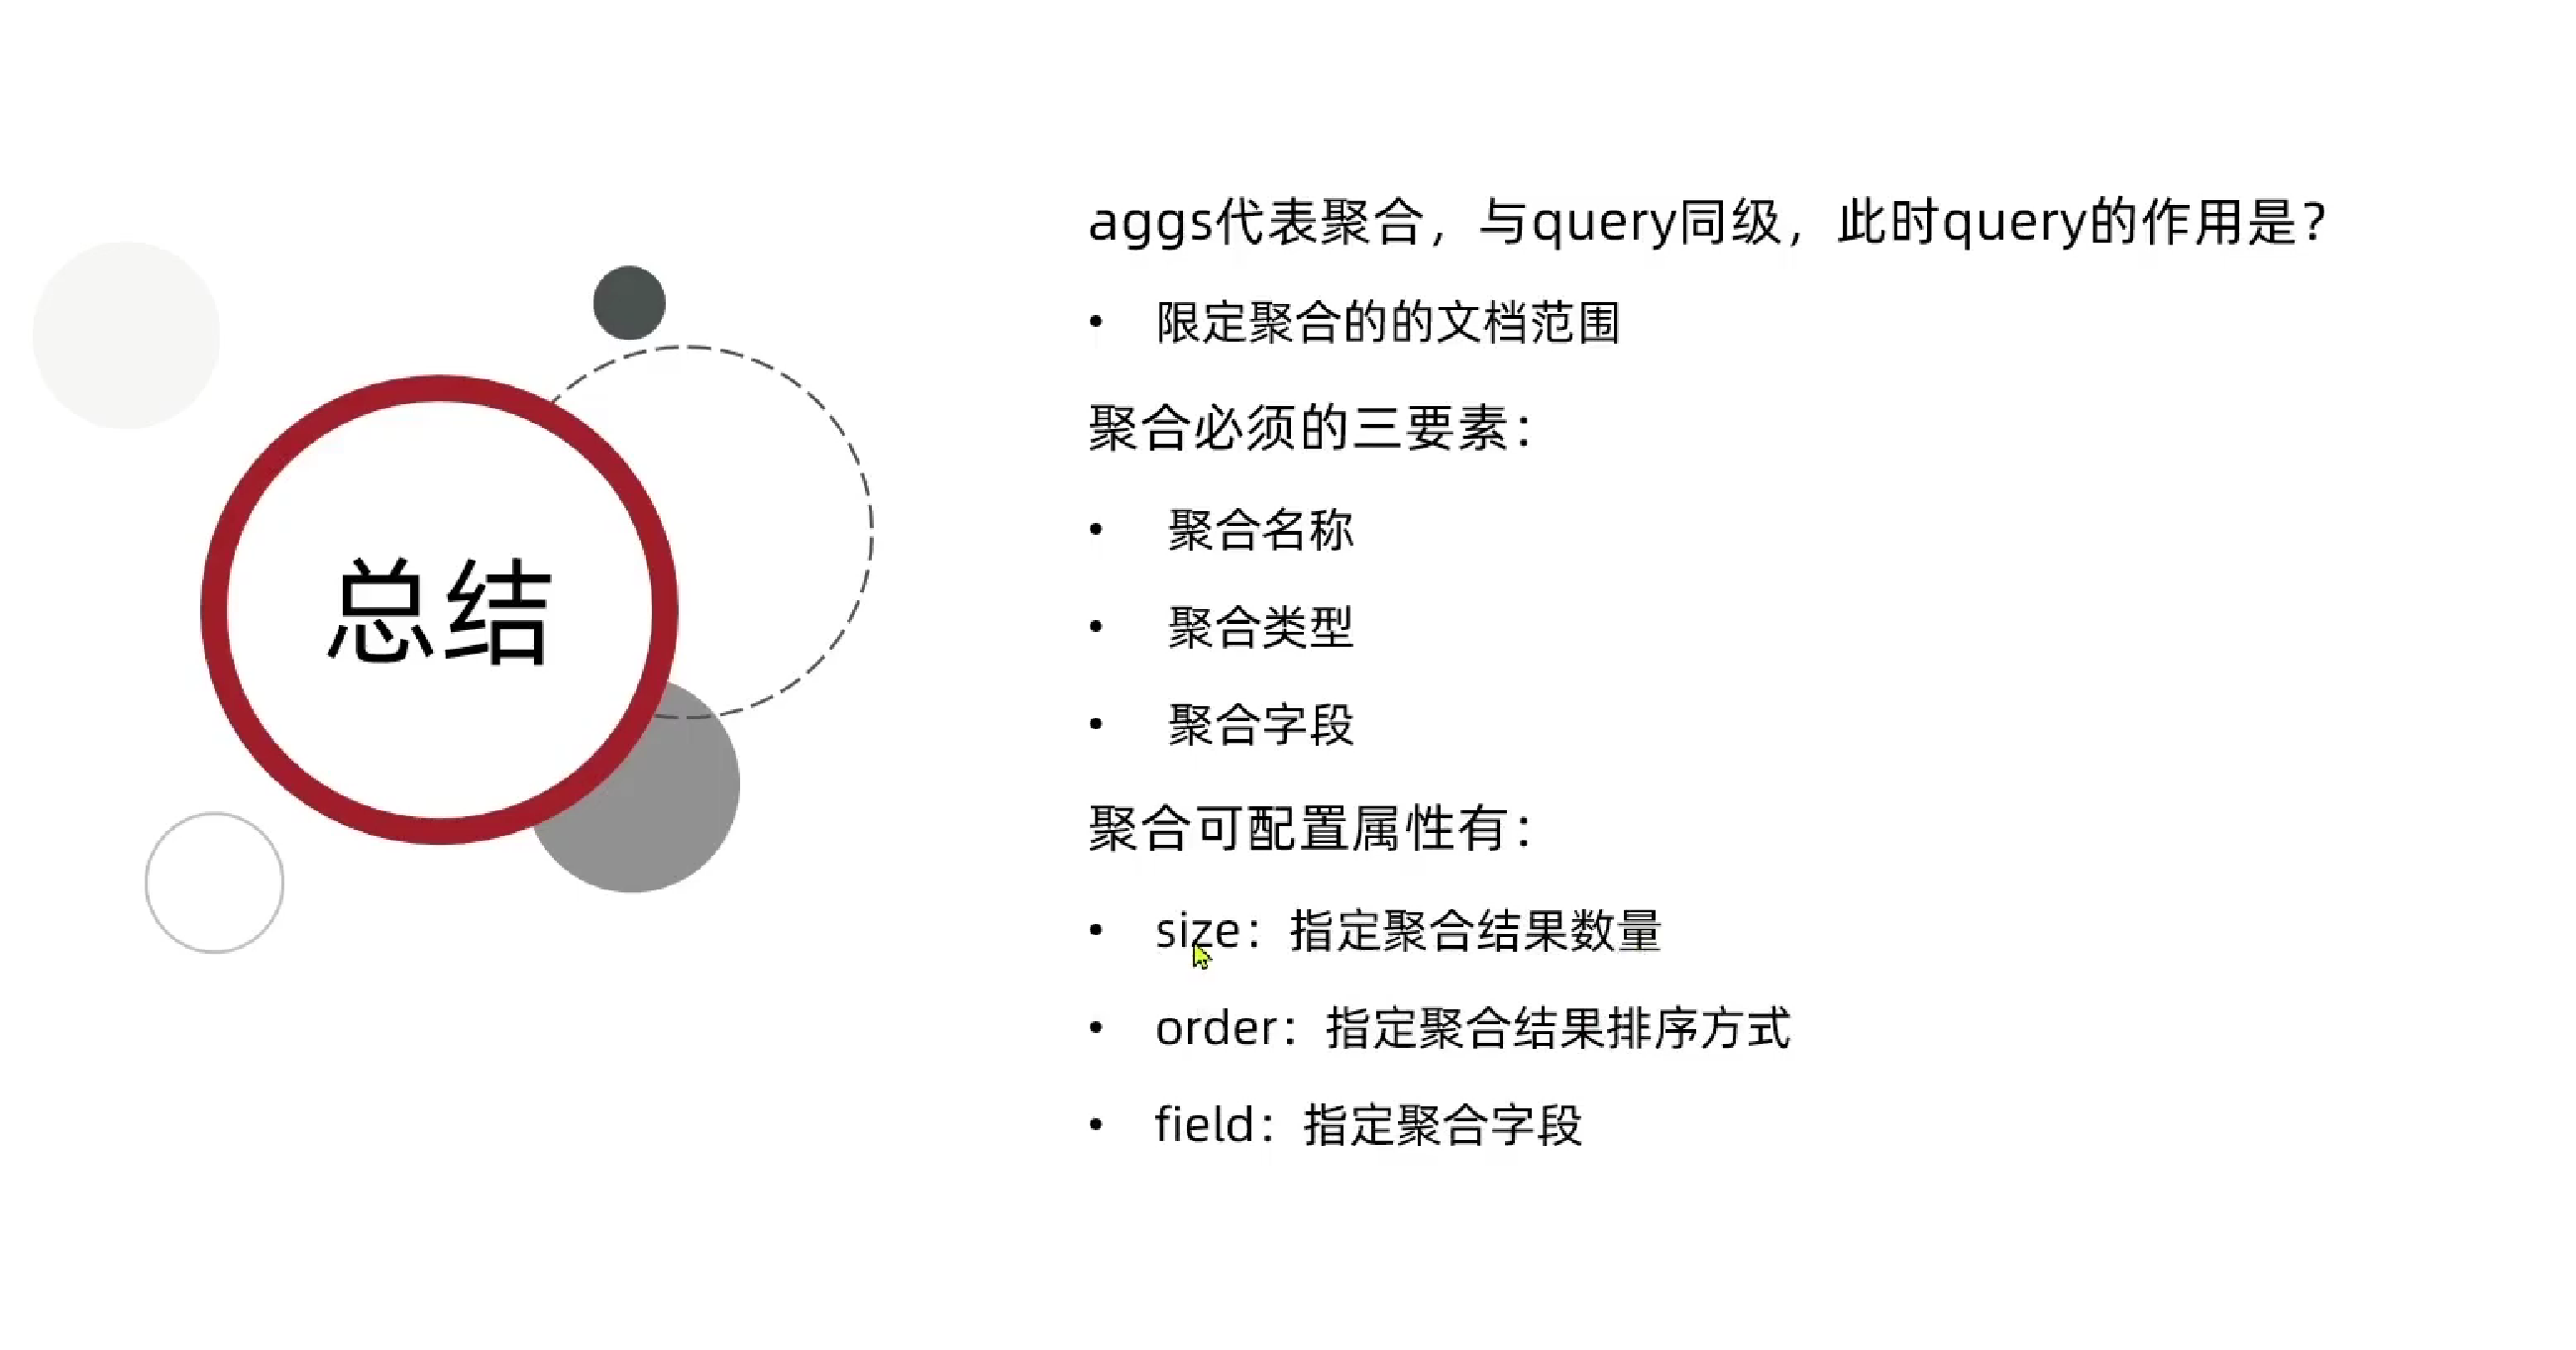 总结
aggs代表聚合，与query同级，此时query的作用是？
• 限定聚合的的文档范围
聚合必须的三要素：
• 聚合名称
• 聚合类型
• 聚合字段
聚合可配置属性有：
• size：指定聚合结果数量
• order：指定聚合结果排序方式
• field：指定聚合字段